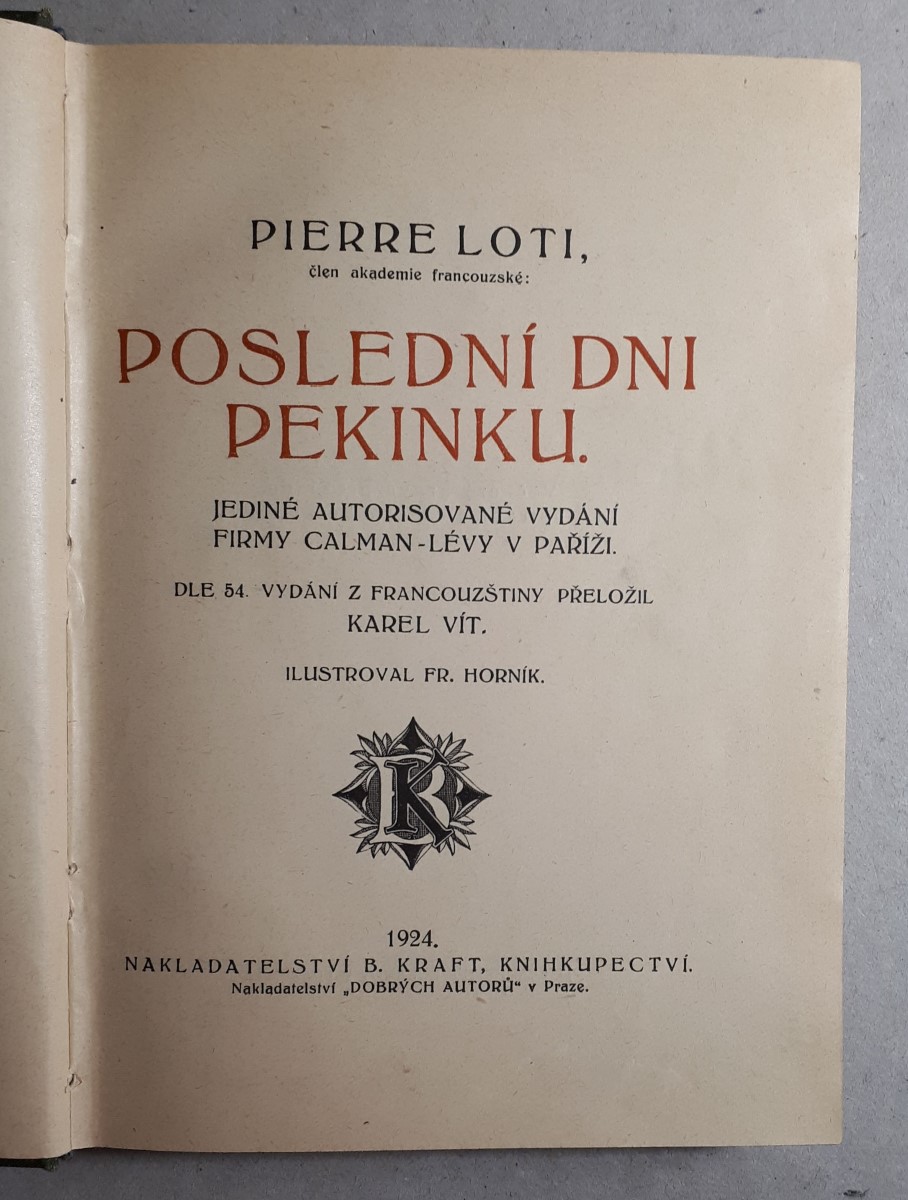 PIERRE LOTI,
člen akademie francouzské:
POSLEDNÍ DNI
PEKINKU.
JEDINÉ AUTORISOVANÉ VYDÁNÍ
FIRMY CALMAN-LÉVY V PAŘÍŽI.
DLE 54. VYDÁNÍ Z FRANCOUZŠTINY PŘELOŽIL
KAREL VÍT.
ILUSTROVAL FR. HORNÍK.
BK
1924.
NAKLADATELSTVÍ B. KRAFT, KNIHKUPECTVÍ.
Nakladatelství „DOBRÝCH AUTORŮ“ v Praze.